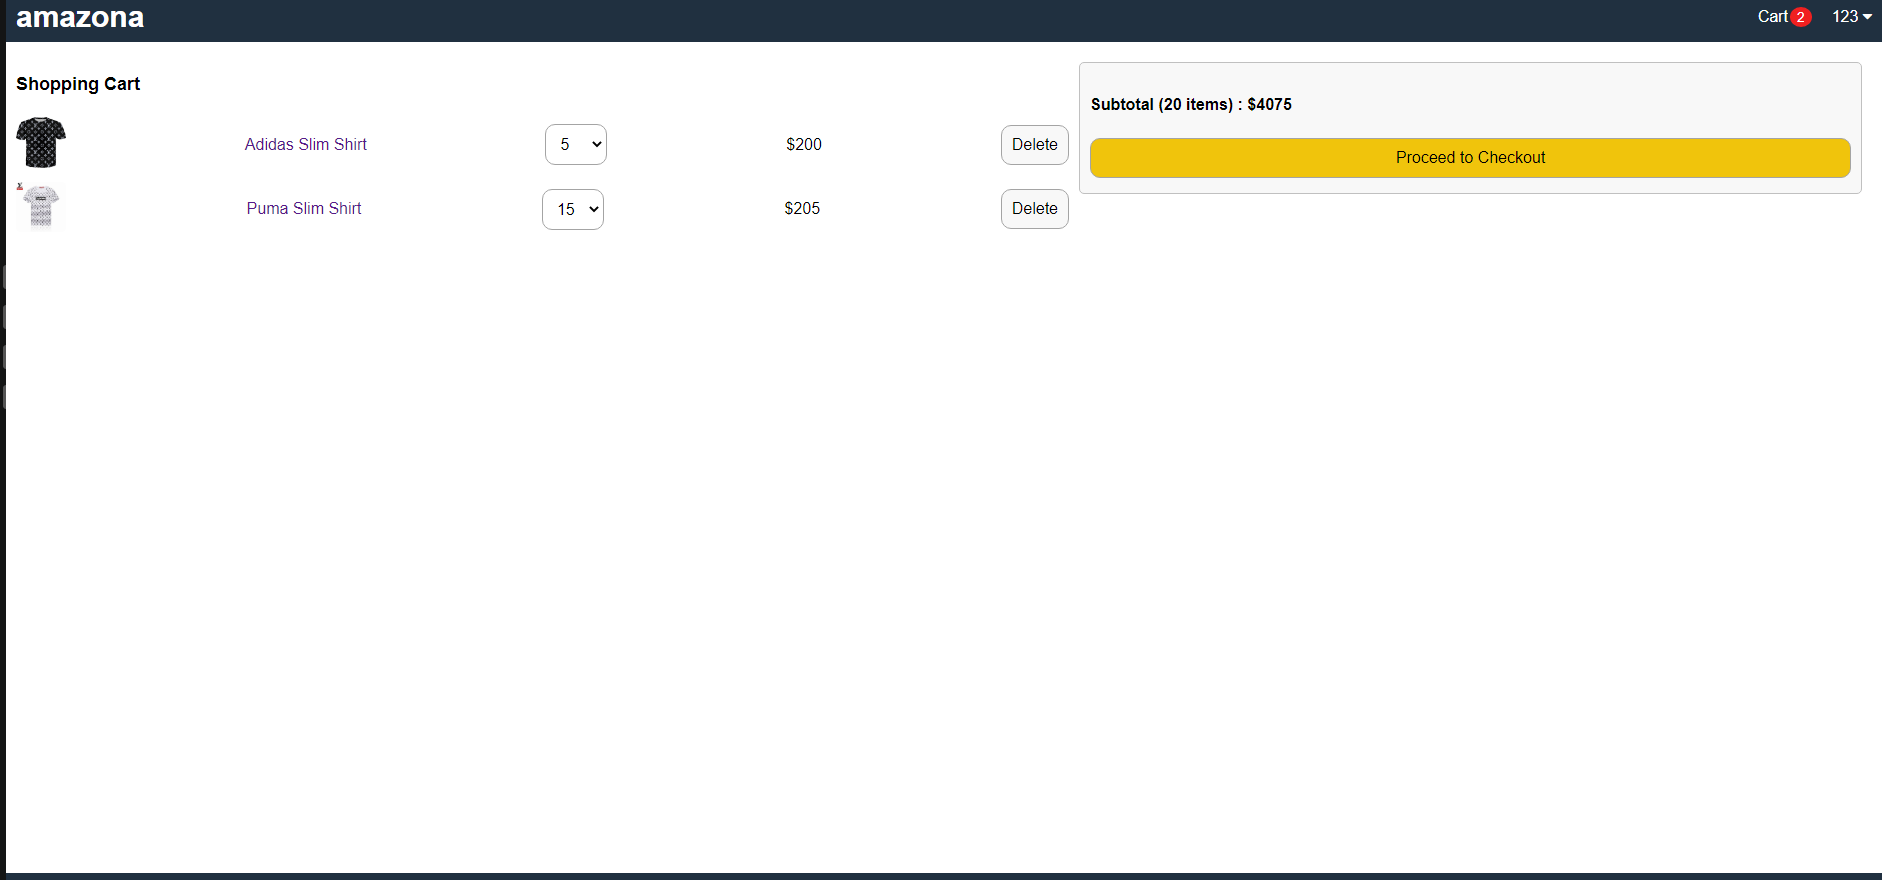 amazona
Cart 2 123
Shopping Cart
Adidas Slim Shirt 5 $200 Delete
Puma Slim Shirt 15 $205 Delete
Subtotal (20 items) : $4075
Proceed to Checkout